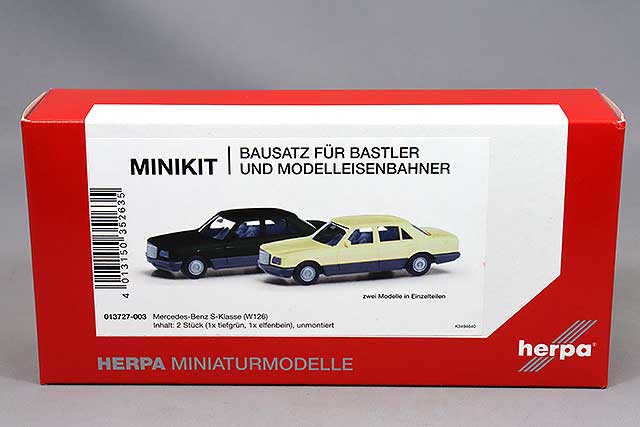 MINIKIT
BAUSATZ FÜR BASTLER
UND MODELLEISENBAHNER
4 013150 352635
zwei Modelle in Einzelteilen
013727-003 Mercedes-Benz S-Klasse (W126)
Inhalt: 2 Stück (1x tiefgrün, 1x elfenbein), unmontiert
HERPA MINIATURMODELLE
herpa